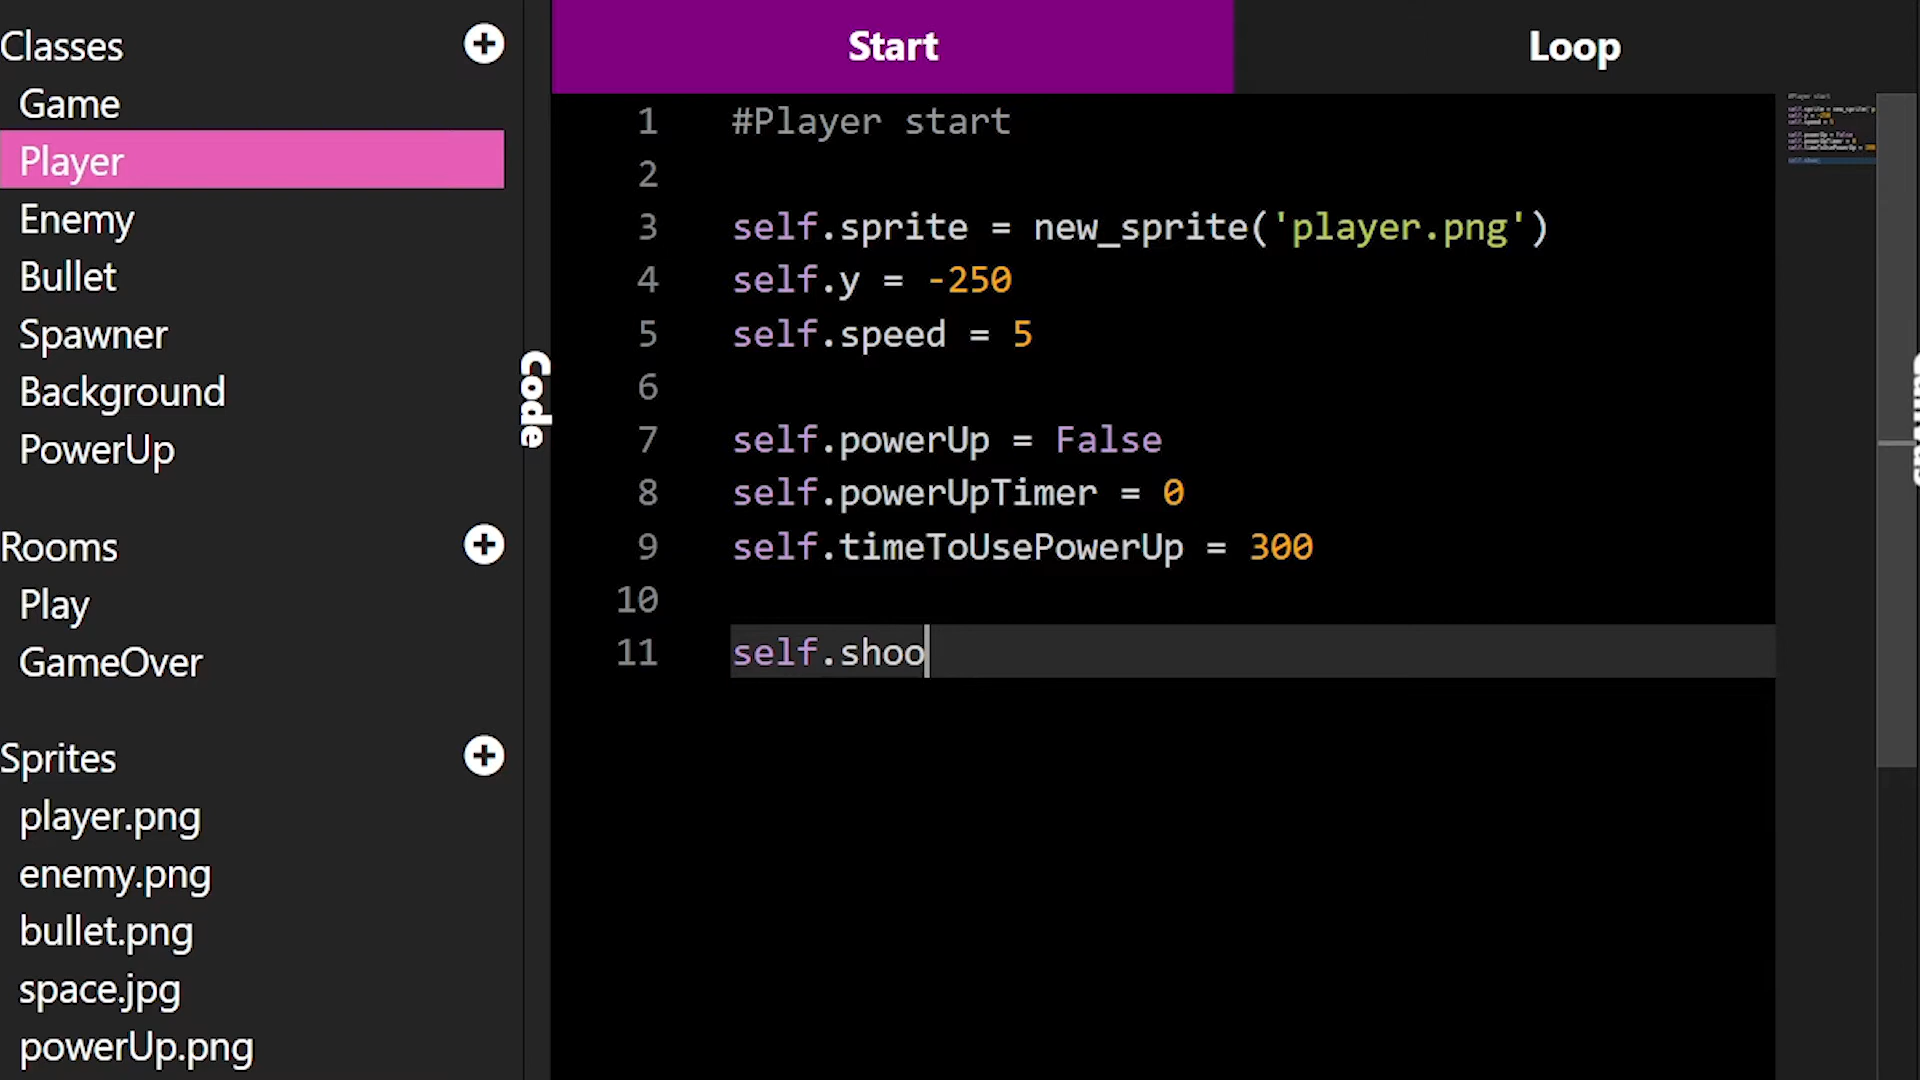 Classes
Game
Player
Enemy
Bullet
Spawner
Background
PowerUp
Rooms
Play
GameOver
Sprites
player.png
enemy.png
bullet.png
space.jpg
powerUp.png
Code
Start
Loop
1 #Player start
2
3 self.sprite = new_sprite('player.png')
4 self.y = -250
5 self.speed = 5
6
7 self.powerUp = False
8 self.powerUpTimer = 0
9 self.timeToUsePowerUp = 300
10
11 self.shoo